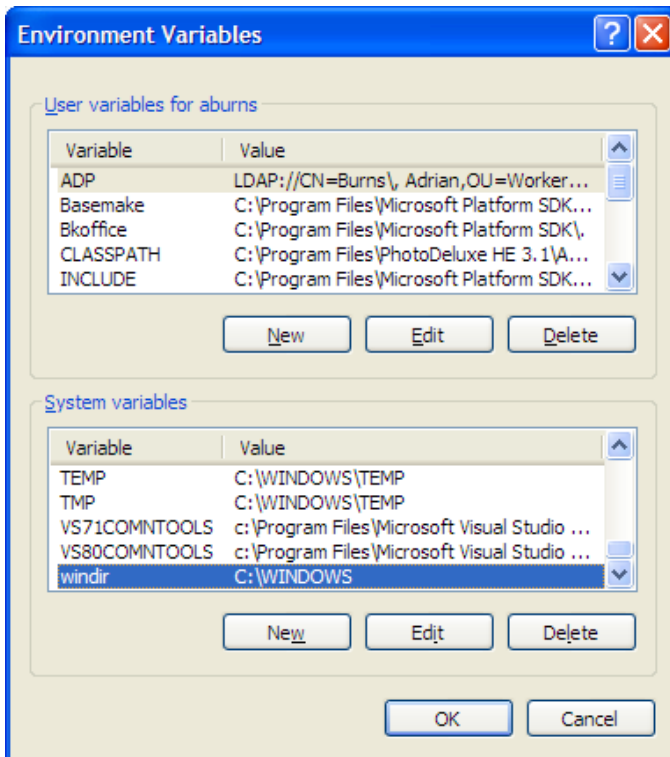 Environment Variables
User variables for aburns
Variable Value
ADP LDAP://CN=Burns\, Adrian,OU=Worker...
Basemake C:\Program Files\Microsoft Platform SDK...
Bkoffice C:\Program Files\Microsoft Platform SDK\.
CLASSPATH C:\Program Files\PhotoDeluxe HE 3.1\A...
INCLUDE C:\Program Files\Microsoft Platform SDK...
New Edit Delete
System variables
Variable Value
TEMP C:\WINDOWS\TEMP
TMP C:\WINDOWS\TEMP
VS71COMNTOOLS c:\Program Files\Microsoft Visual Studio ...
VS80COMNTOOLS c:\Program Files\Microsoft Visual Studio ...
windir C:\WINDOWS
New Edit Delete
OK Cancel